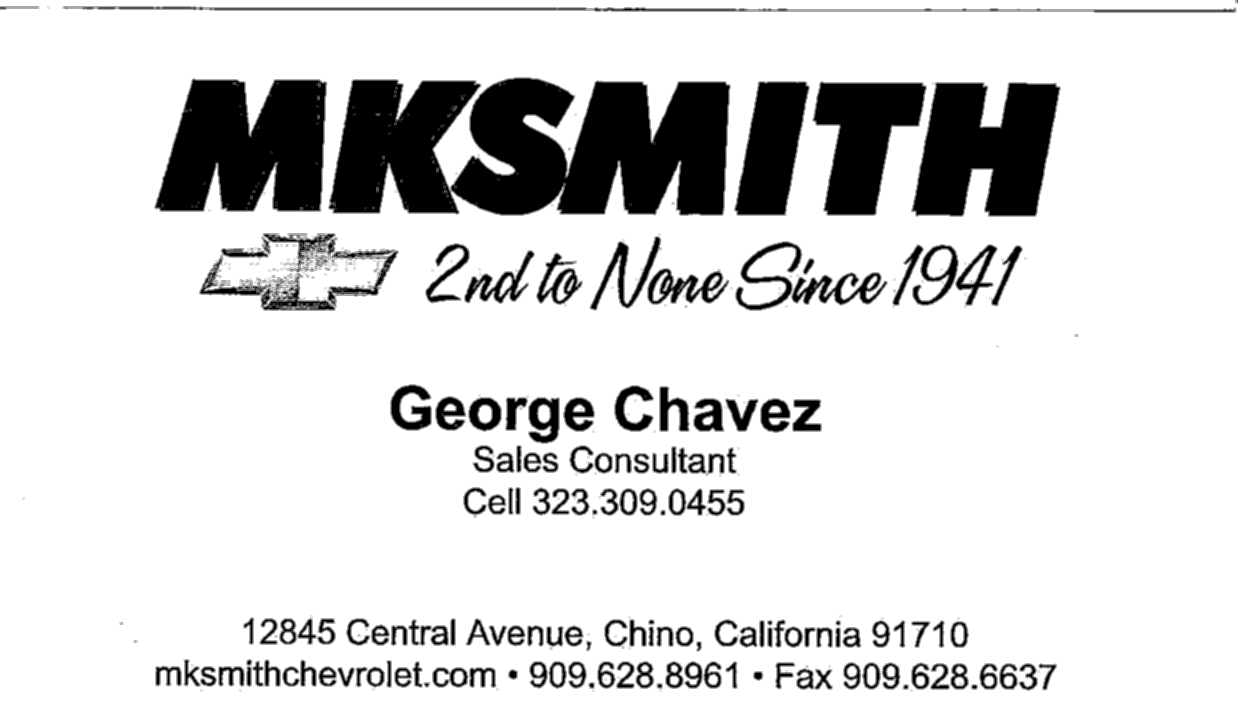 MKSMITH
2nd to None Since 1941
George Chavez
Sales Consultant
Cell 323.309.0455
12845 Central Avenue, Chino, California 91710
mksmithchevrolet.com • 909.628.8961 • Fax 909.628.6637